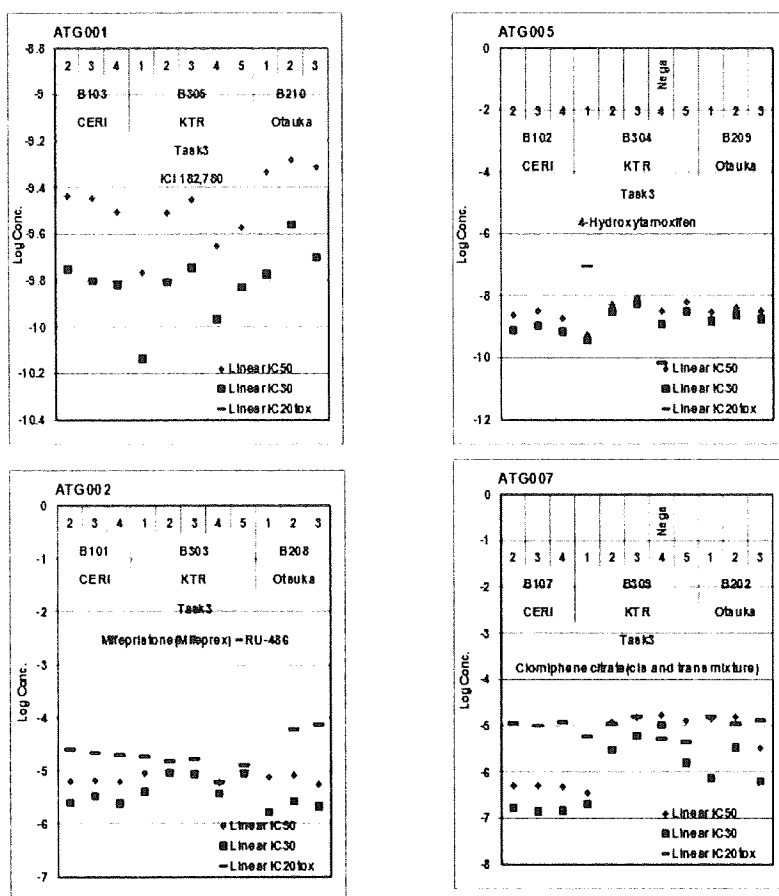 ATG001
-8.8
-9
-9.2
-9.4
-9.6
-9.8
-10
-10.2
-10.4
Log Conc.
2 3 4 1 2 3 4 5 1 2 3
B103 B305 B210
CERI KTR Otsuka
Task3
ICI 182,780
Linear IC50
Linear IC30
Linear IC20tox
ATG005
0
-2
-4
-6
-8
-10
-12
Log Conc.
Naga
2 3 4 1 2 3 4 5 1 2 3
B102 B304 B209
CERI KTR Otsuka
Task3
4-Hydroxytamoxifen
Linear IC50
Linear IC30
Linear IC20tox
ATG002
0
-1
-2
-3
-4
-5
-6
-7
Log Conc.
2 3 4 1 2 3 4 5 1 2 3
B101 B303 B208
CERI KTR Otsuka
Task3
Mifepristone(Mifeprex) = RU-486
Linear IC50
Linear IC30
Linear IC20tox
ATG007
0
-1
-2
-3
-4
-5
-6
-7
-8
Log Conc.
Naga
2 3 4 1 2 3 4 5 1 2 3
B107 B309 B202
CERI KTR Otsuka
Task3
Clomiphene citrate(cis and trans mixture)
Linear IC50
Linear IC30
Linear IC20tox